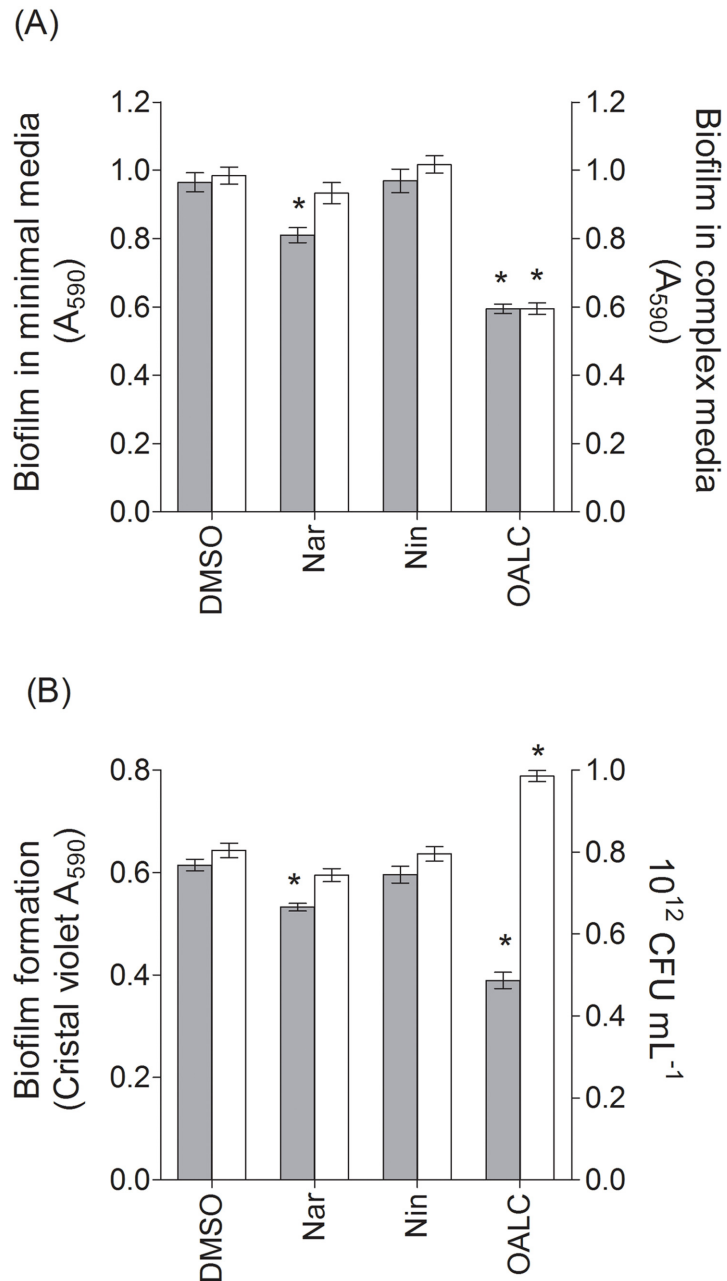 (A)
Biofilm in minimal media
(A590)
1.2
1.0
0.8
0.6
0.4
0.2
0.0
*
*
*
1.2
1.0
0.8
0.6
0.4
0.2
0.0
Biofilm in complex media
(A590)
DMSO
Nar
Nin
OALC
(B)
Biofilm formation
(Cristal violet A590)
0.8
0.6
0.4
0.2
0.0
*
*
*
1.0
0.8
0.6
0.4
0.2
0.0
10^12 CFU mL^-1
DMSO
Nar
Nin
OALC